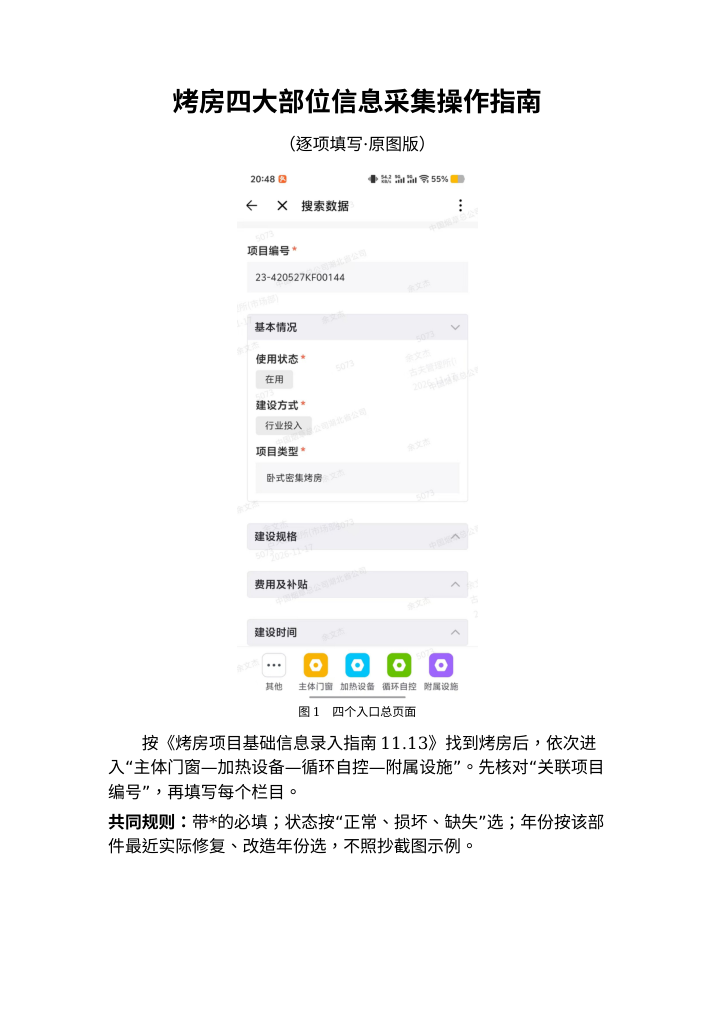 烤房四大部位信息采集操作指南
（逐项填写·原图版）
20:48 55%
搜索数据
项目编号*
23-420527KF00144
基本情况
使用状态*
在用
建设方式*
行业投入
项目类型*
卧式密集烤房
建设规格
费用及补贴
建设时间
其他 主体门窗 加热设备 循环自控 附属设施
图 1 四个入口总页面
按《烤房项目基础信息录入指南 11.13》找到烤房后，依次进
入“主体门窗—加热设备—循环自控—附属设施”。先核对“关联项目
编号”，再填写每个栏目。
共同规则：带*的必填；状态按“正常、损坏、缺失”选；年份按该部
件最近实际修复、改造年份选，不照抄截图示例。